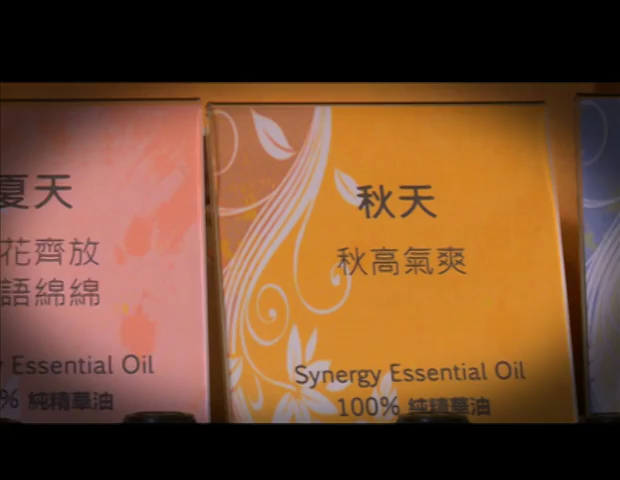 夏天
花齊放
語綿綿
Essential Oil
% 純精華油
秋天
秋高氣爽
Synergy Essential Oil
100% 純精華油